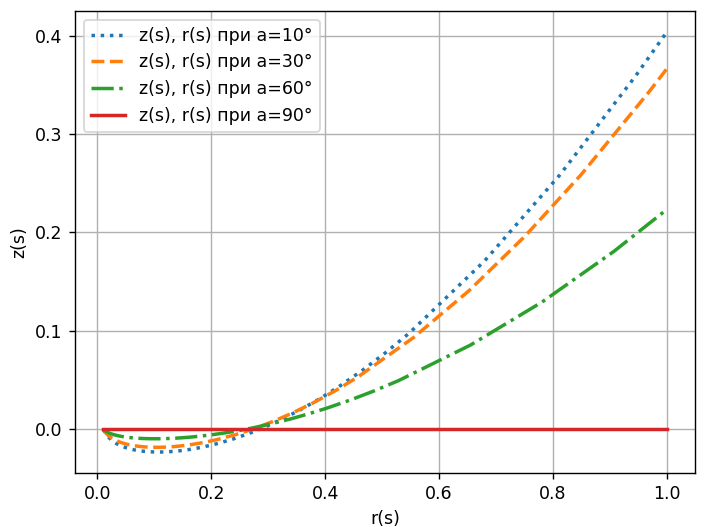 z(s), r(s) при a=10°
z(s), r(s) при a=30°
z(s), r(s) при a=60°
z(s), r(s) при a=90°
0.4
0.3
0.2
0.1
0.0
z(s)
0.0 0.2 0.4 0.6 0.8 1.0
r(s)